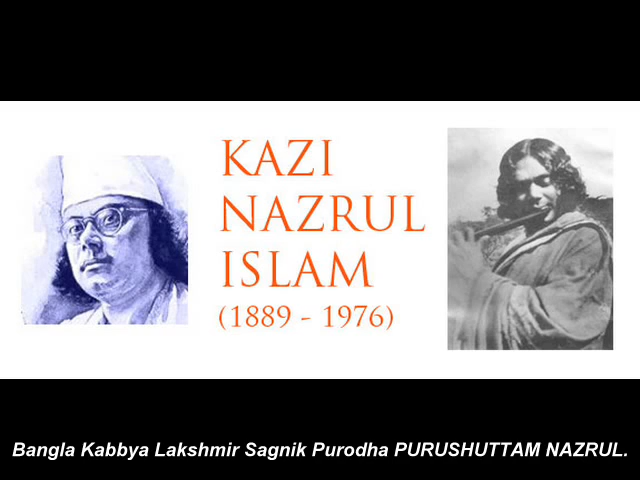 KAZI
NAZRUL
ISLAM
(1889 - 1976)
Bangla Kabbya Lakshmir Sagnik Purodha PURUSHUTTAM NAZRUL.